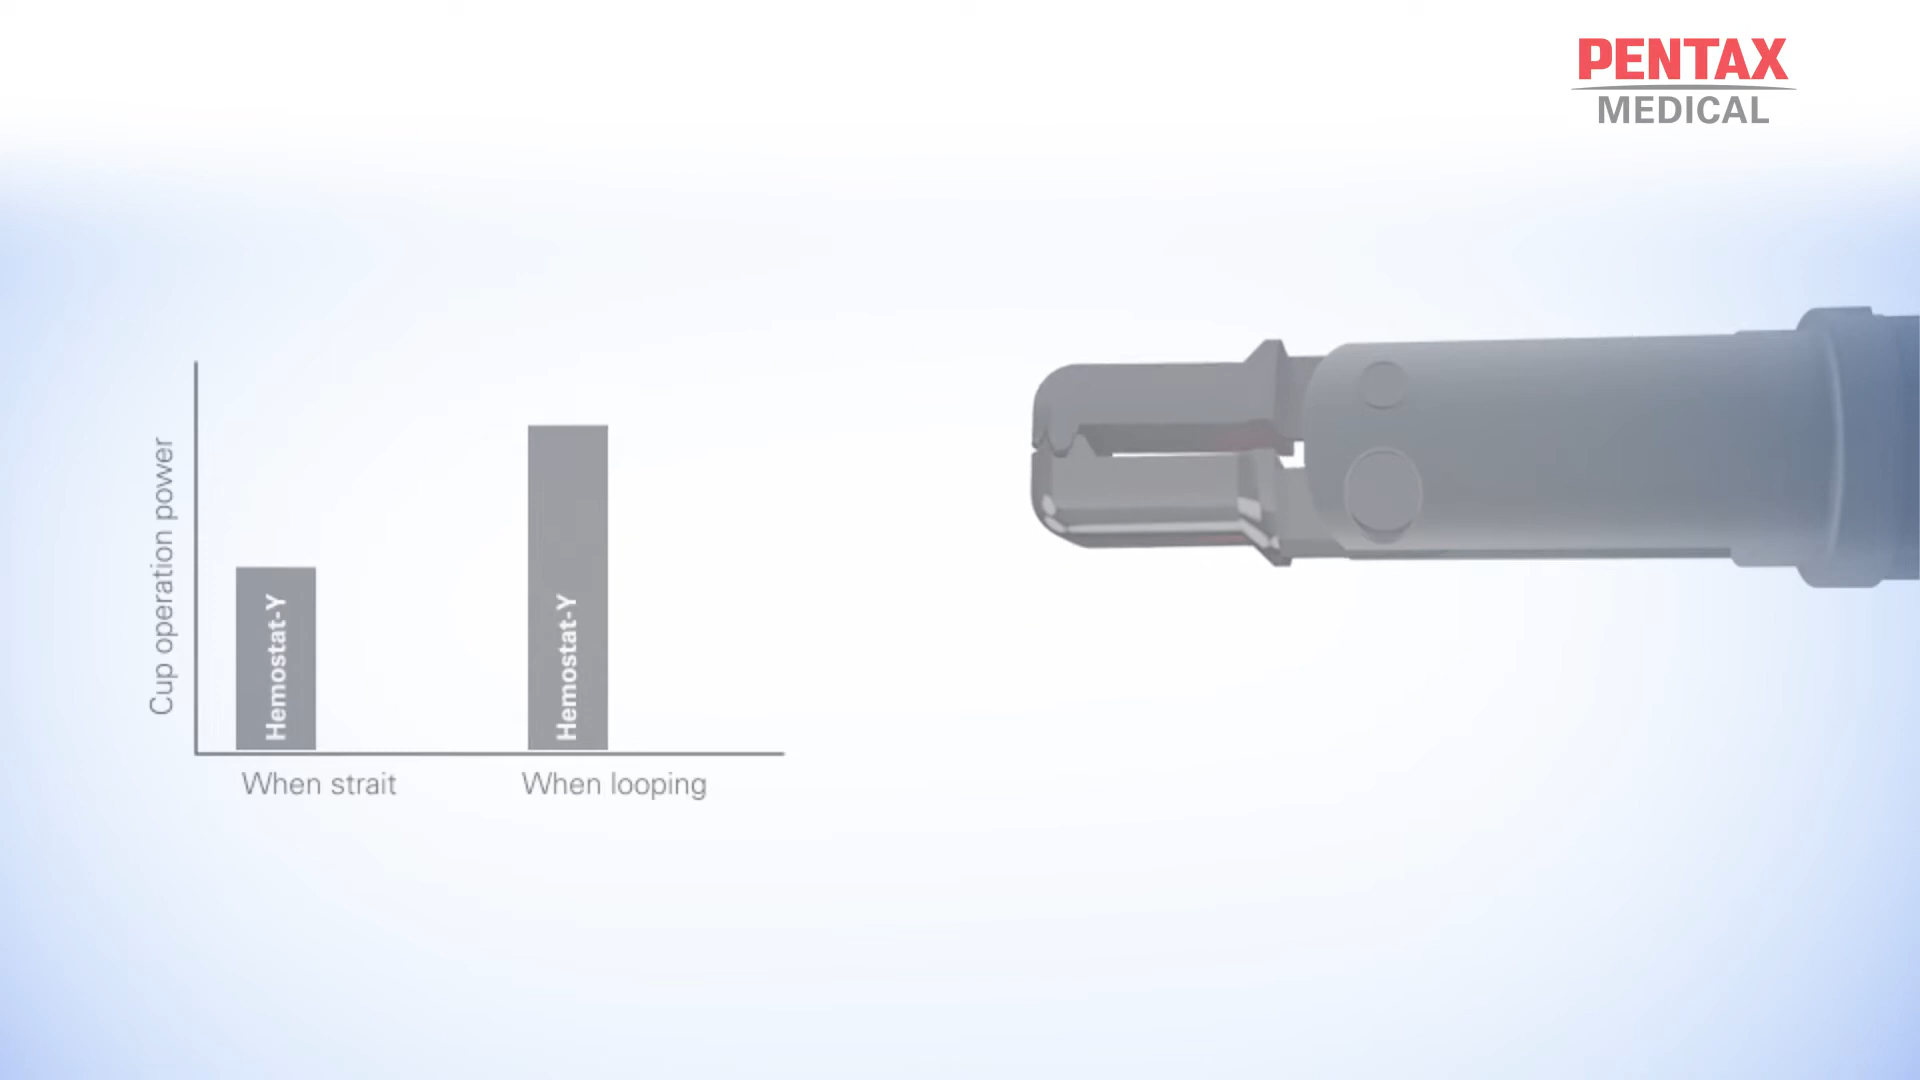 PENTAX
MEDICAL
Cup operation power
Hemostat-Y
Hemostat-Y
When strait
When looping